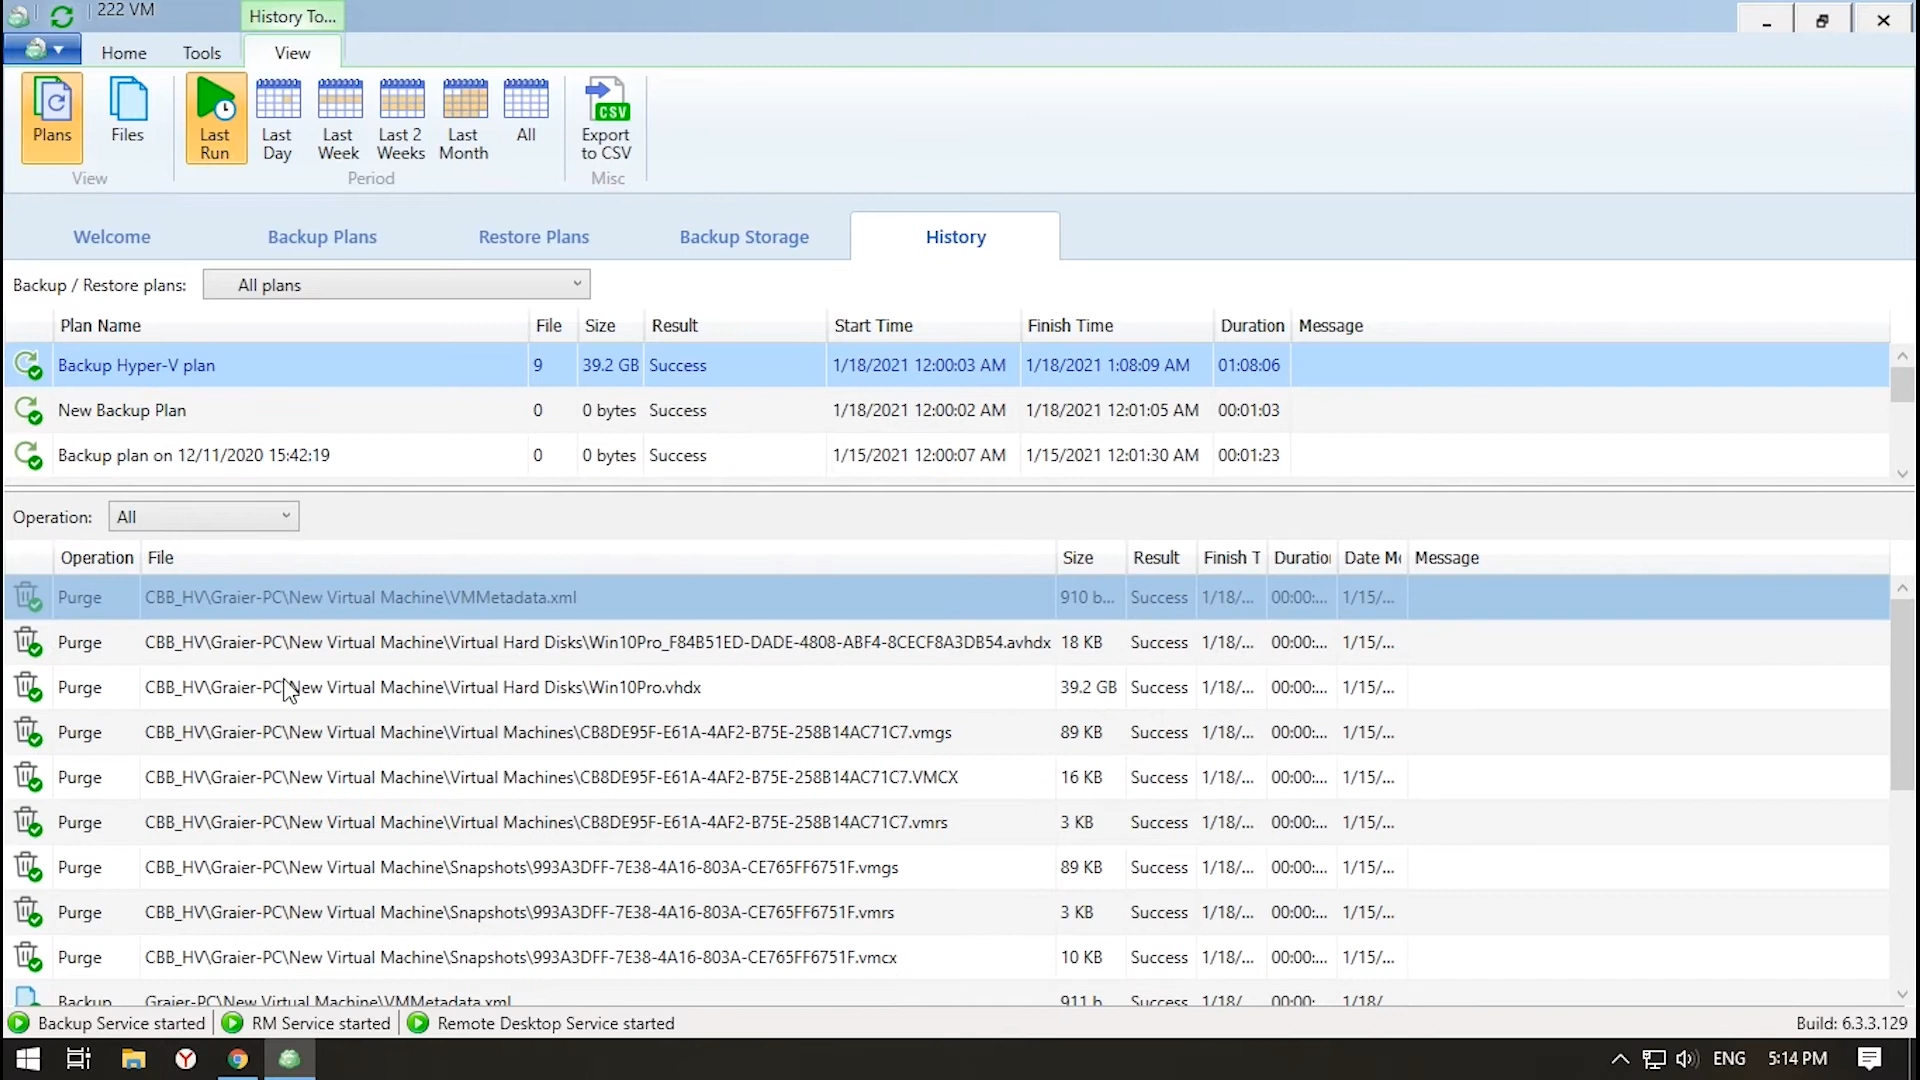 222 VM
History To...
Home
Tools
View
Plans
Files
Last Run
Last Day
Last Week
Last 2 Weeks
Last Month
All
Export to CSV
CSV
View
Period
Misc
Welcome
Backup Plans
Restore Plans
Backup Storage
History
Backup / Restore plans: All plans
Plan Name File Size Result Start Time Finish Time Duration Message
Backup Hyper-V plan 9 39.2 GB Success 1/18/2021 12:00:03 AM 1/18/2021 1:08:09 AM 01:08:06
New Backup Plan 0 0 bytes Success 1/18/2021 12:00:02 AM 1/18/2021 12:01:05 AM 00:01:03
Backup plan on 12/11/2020 15:42:19 0 0 bytes Success 1/15/2021 12:00:07 AM 1/15/2021 12:01:30 AM 00:01:23
Operation: All
Operation File Size Result Finish T Duration Date Mo Message
Purge CBB_HV\Graier-PC\New Virtual Machine\VMMetadata.xml 910 b... Success 1/18/... 00:00:... 1/15/...
Purge CBB_HV\Graier-PC\New Virtual Machine\Virtual Hard Disks\Win10Pro_F84B51ED-DADE-4808-ABF4-8CECF8A3DB54.avhdx 18 KB Success 1/18/... 00:00:... 1/15/...
Purge CBB_HV\Graier-PC\New Virtual Machine\Virtual Hard Disks\Win10Pro.vhdx 39.2 GB Success 1/18/... 00:00:... 1/15/...
Purge CBB_HV\Graier-PC\New Virtual Machine\Virtual Machines\CB8DE95F-E61A-4AF2-B75E-258B14AC71C7.vmgs 89 KB Success 1/18/... 00:00:... 1/15/...
Purge CBB_HV\Graier-PC\New Virtual Machine\Virtual Machines\CB8DE95F-E61A-4AF2-B75E-258B14AC71C7.VMCX 16 KB Success 1/18/... 00:00:... 1/15/...
Purge CBB_HV\Graier-PC\New Virtual Machine\Virtual Machines\CB8DE95F-E61A-4AF2-B75E-258B14AC71C7.vmrs 3 KB Success 1/18/... 00:00:... 1/15/...
Purge CBB_HV\Graier-PC\New Virtual Machine\Snapshots\993A3DFF-7E38-4A16-803A-CE765FF6751F.vmgs 89 KB Success 1/18/... 00:00:... 1/15/...
Purge CBB_HV\Graier-PC\New Virtual Machine\Snapshots\993A3DFF-7E38-4A16-803A-CE765FF6751F.vmrs 3 KB Success 1/18/... 00:00:... 1/15/...
Purge CBB_HV\Graier-PC\New Virtual Machine\Snapshots\993A3DFF-7E38-4A16-803A-CE765FF6751F.vmcx 10 KB Success 1/18/... 00:00:... 1/15/...
Backup Graier-PC\New Virtual Machine\VMMetadata.xml 911 b... Success 1/18/... 00:00:... 1/18/...
Backup Service started RM Service started Remote Desktop Service started Build: 6.3.3.129
ENG 5:14 PM